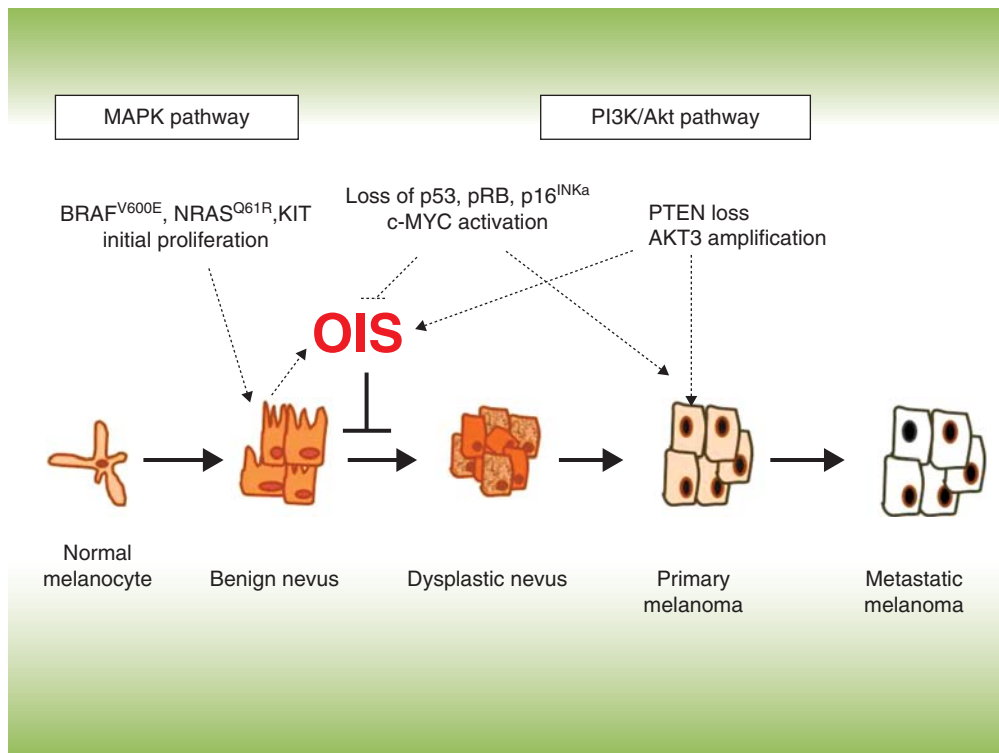 MAPK pathway
PI3K/Akt pathway
BRAF^V600E, NRAS^Q61R,KIT
initial proliferation
Loss of p53, pRB, p16^INKa
c-MYC activation
PTEN loss
AKT3 amplification
OIS
Normal
melanocyte
Benign nevus
Dysplastic nevus
Primary
melanoma
Metastatic
melanoma